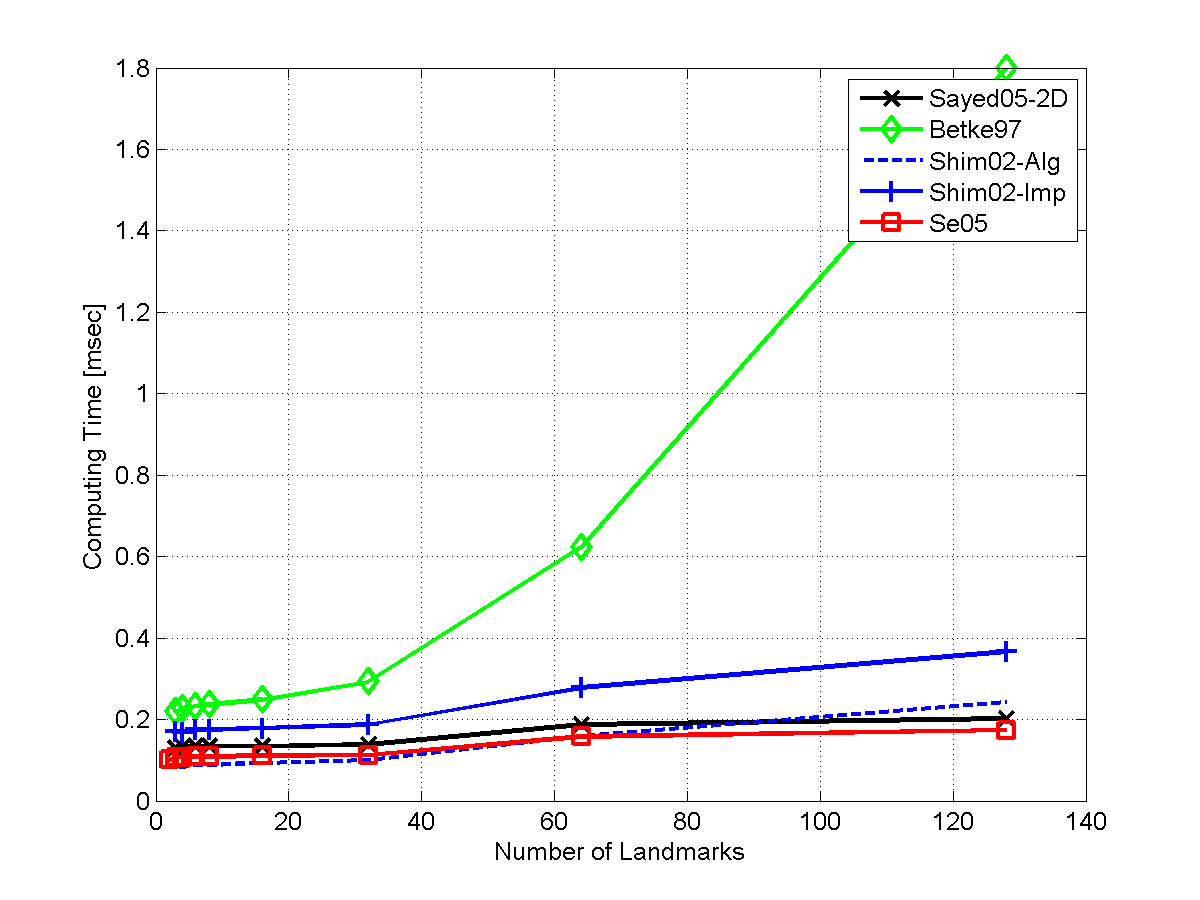 1.8
1.6
1.4
1.2
1
0.8
0.6
0.4
0.2
0
Computing Time [msec]
Sayed05-2D
Betke97
Shim02-Alg
Shim02-Imp
Se05
0 20 40 60 80 100 120 140
Number of Landmarks